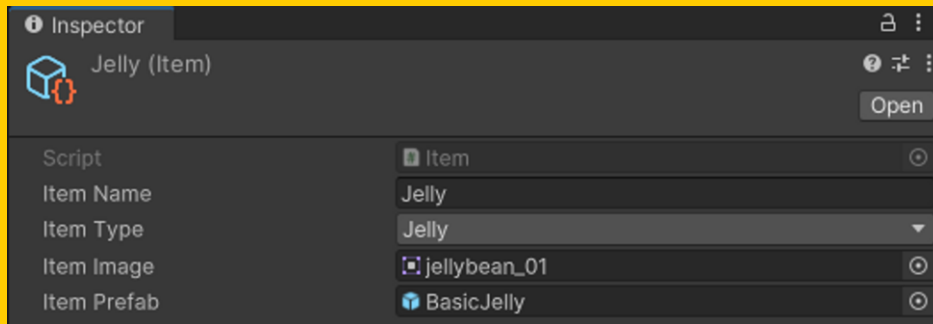 Inspector
Jelly (Item)
Open
Script Item
Item Name Jelly
Item Type Jelly
Item Image jellybean_01
Item Prefab BasicJelly